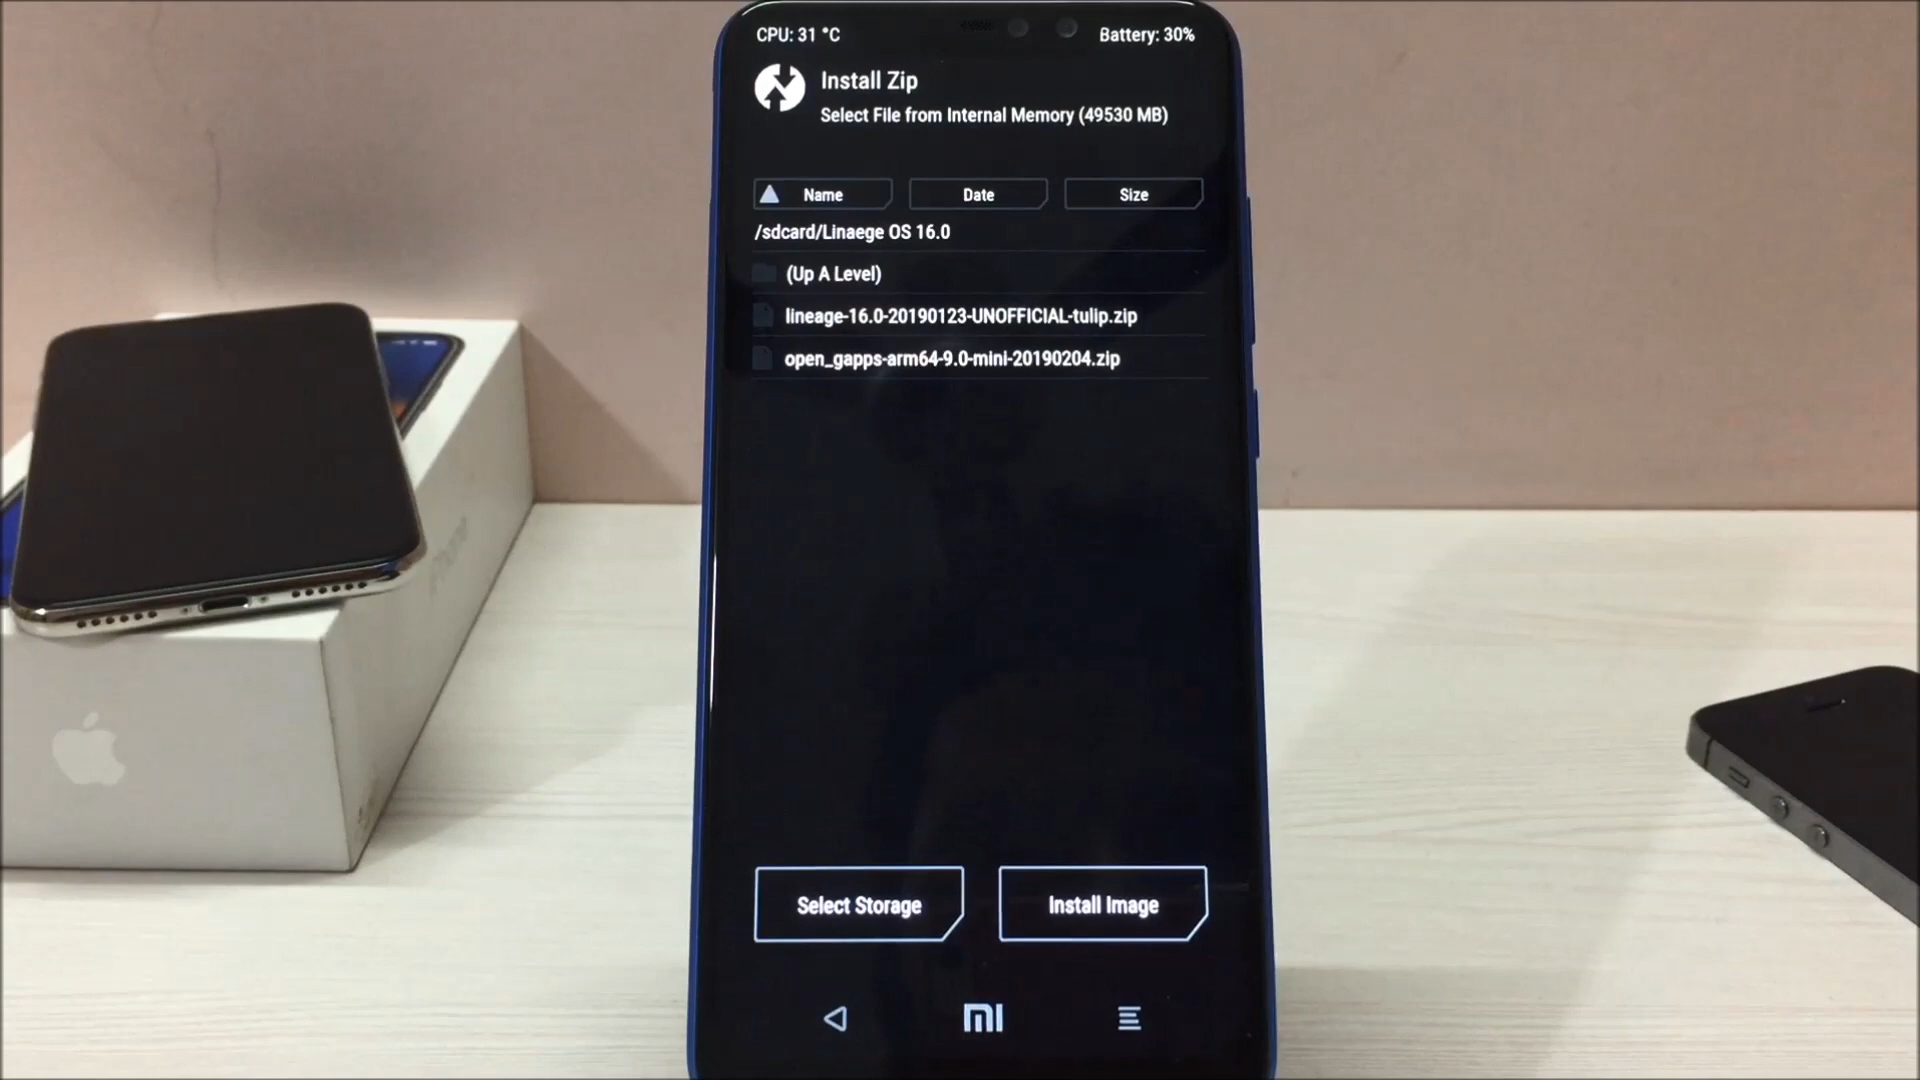 CPU: 31 °C
Battery: 30%
Install Zip
Select File from Internal Memory (49530 MB)
Name
Date
Size
/sdcard/Linaege OS 16.0
(Up A Level)
lineage-16.0-20190123-UNOFFICIAL-tulip.zip
open_gapps-arm64-9.0-mini-20190204.zip
Select Storage
Install Image